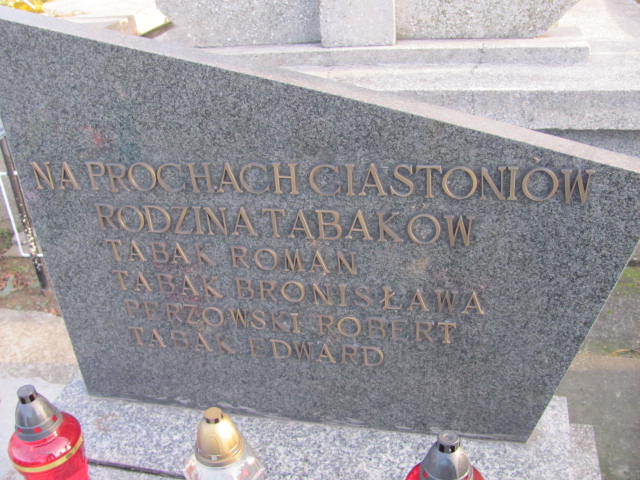 NA PROCHACH CIASTONIÓW
RODZINA TABAKÓW
TABAK ROMAN
TABAK BRONISŁAWA
PERZOWSKI ROBERT
TABAK EDWARD